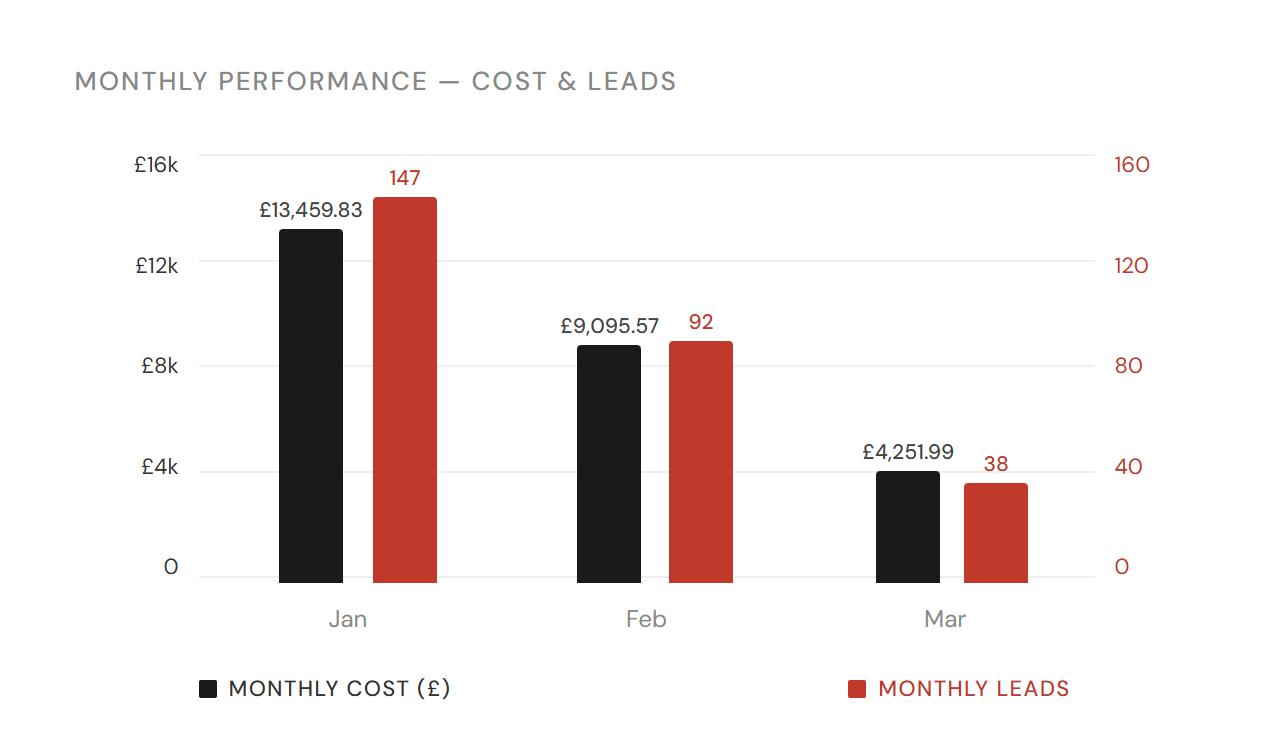 MONTHLY PERFORMANCE — COST & LEADS
£16k
160
147
£13,459.83
£12k
120
£9,095.57
92
£8k
80
£4,251.99
38
£4k
40
0
0
Jan
Feb
Mar
MONTHLY COST (£)
MONTHLY LEADS